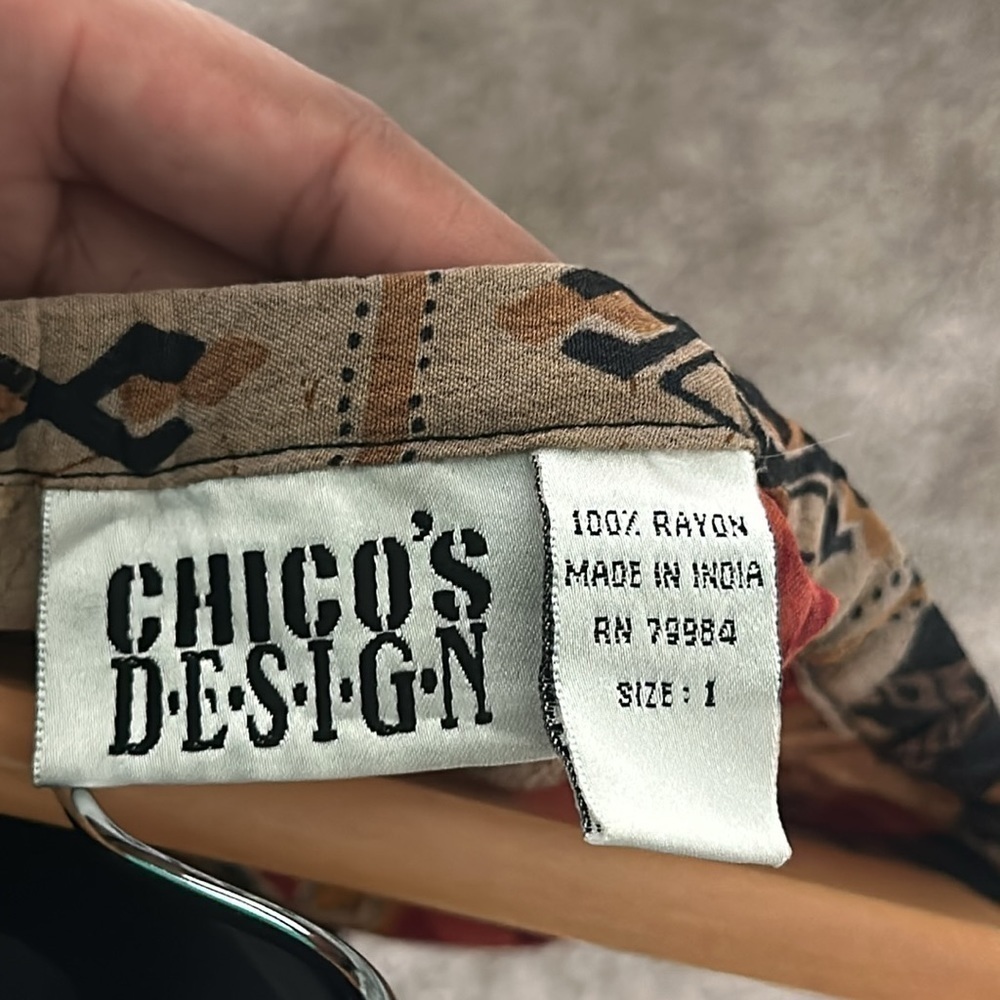 CHICO'S
D·E·S·I·G·N
100% RAYON
MADE IN INDIA
RN 79984
SIZE: 1